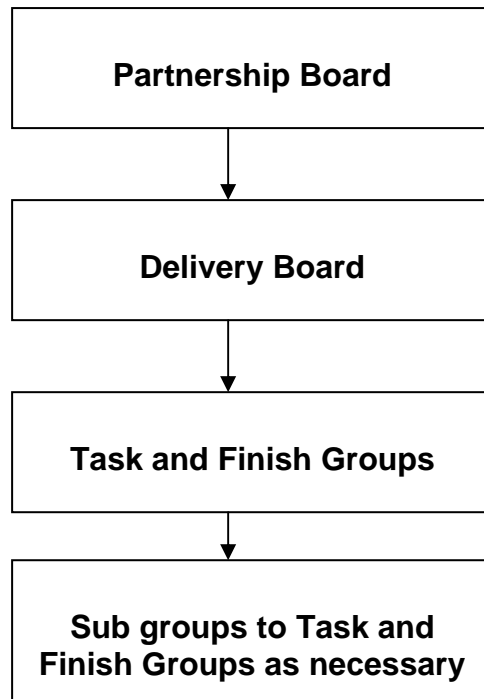 Partnership Board
Delivery Board
Task and Finish Groups
Sub groups to Task and
Finish Groups as necessary